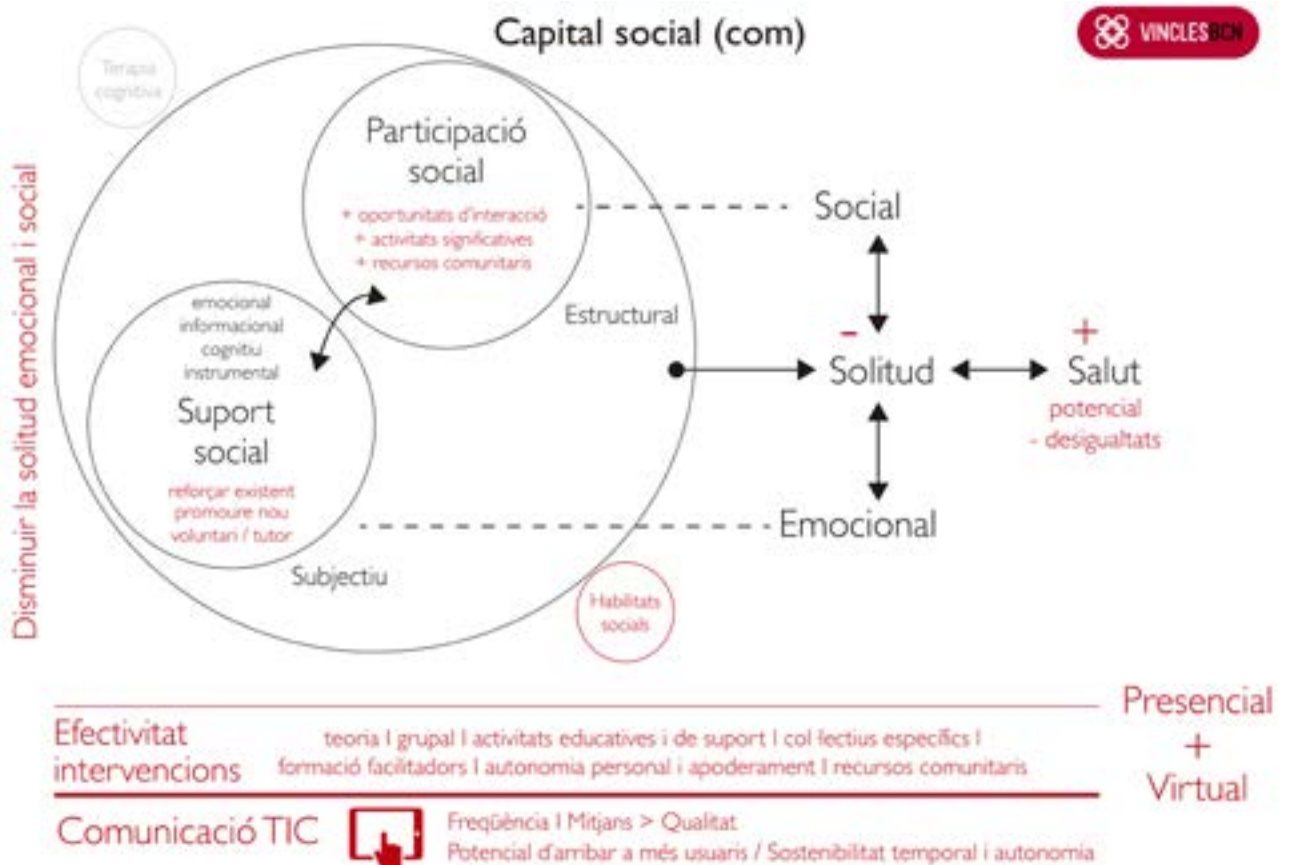 Capital social (com)
VINCLESBCN
Teràpia
cognitiva
Disminuir la solitud emocional i social
Participació
social
+ oportunitats d'interacció
+ activitats significatives
+ recursos comunitaris
Social
emocional
informacional
cognitiu
instrumental
Estructural
-
Solitud
+
Salut
potencial
- desigualtats
Suport
social
reforçar existent
promoure nou
voluntari / tutor
Emocional
Subjectiu
Habilitats
socials
Efectivitat
intervencions
teoria I grupal I activitats educatives i de suport I col·lectius específics I
formació facilitadors I autonomia personal i apoderament I recursos comunitaris
Presencial
+
Virtual
Comunicació TIC
Freqüència I Mitjans > Qualitat
Potencial d'arribar a més usuaris / Sostenibilitat temporal i autonomia